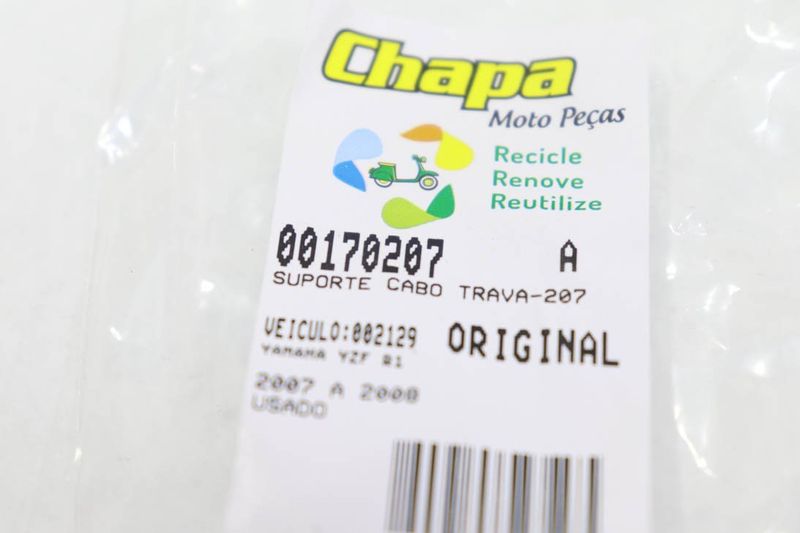 Chapa
Moto Peças
Recicle
Renove
Reutilize
00170207 A
SUPORTE CABO TRAVA-207
VEICULO:002129 ORIGINAL
YAMAHA YZF R1
2007 A 2008
USADO